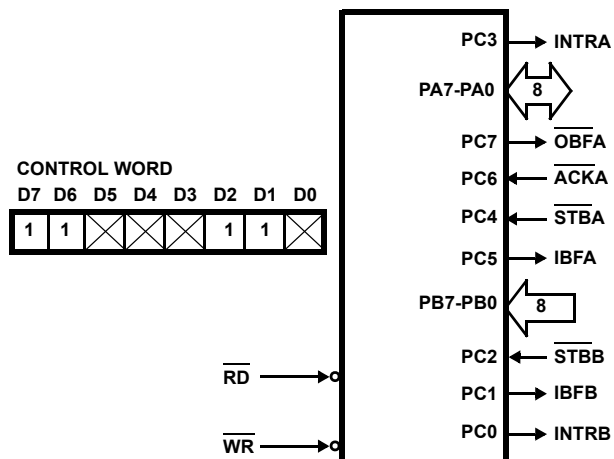 PC3 INTRA
PA7-PA0 8
PC7 OBFA
CONTROL WORD
D7 D6 D5 D4 D3 D2 D1 D0
1 1 1 1
PC6 ACKA
PC4 STBA
PC5 IBFA
PB7-PB0 8
PC2 STBB
RD
PC1 IBFB
PC0 INTRB
WR